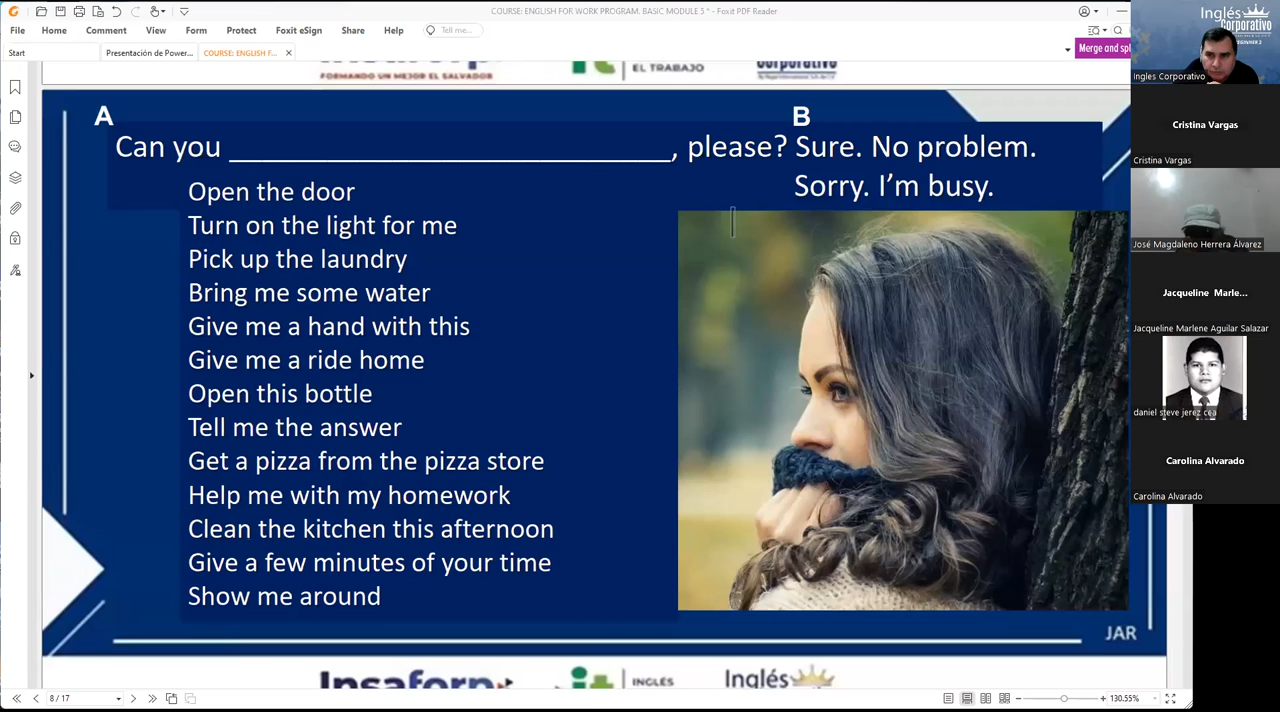 COURSE: ENGLISH FOR WORK PROGRAM. BASIC MODULE 5 * - Foxit PDF Reader
File Home Comment View Form Protect Foxit eSign Share Help Tell me...
Start Presentación de Power... COURSE: ENGLISH F...
Merge and spl
FORMANDO UN MEJOR EL SALVADOR
EL TRABAJO
Corporativo
A
B
Can you ______________________________, please? Sure. No problem.
Sorry. I’m busy.
Open the door
Turn on the light for me
Pick up the laundry
Bring me some water
Give me a hand with this
Give me a ride home
Open this bottle
Tell me the answer
Get a pizza from the pizza store
Help me with my homework
Clean the kitchen this afternoon
Give a few minutes of your time
Show me around
JAR
Insaforp
INGLÉS
Inglés
8 / 17
130.55%
Inglés
Corporativo
BEGINNER 2
Ingles Corporativo
Cristina Vargas
Cristina Vargas
José Magdaleno Herrera Álvarez
Jacqueline Marle...
Jacqueline Marlene Aguilar Salazar
daniel steve jerez cea
Carolina Alvarado
Carolina Alvarado